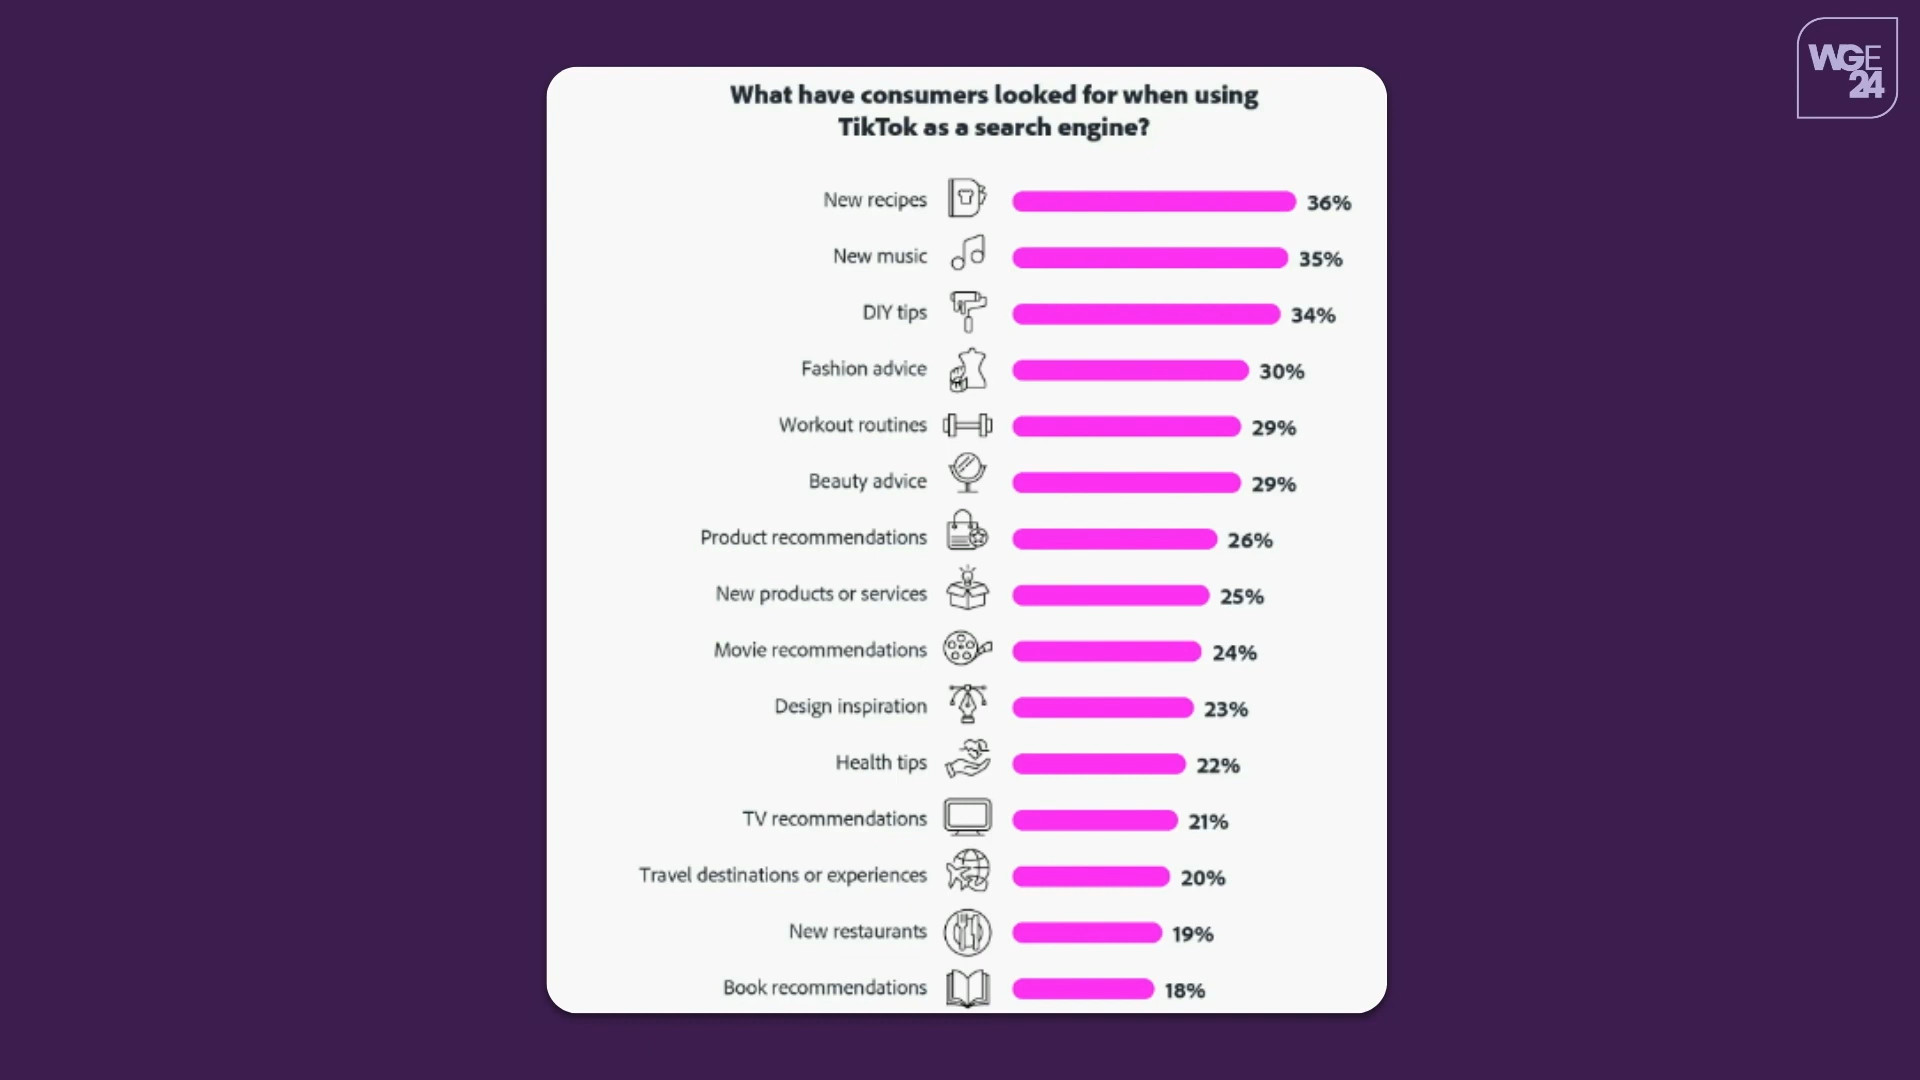 WGE
24
What have consumers looked for when using
TikTok as a search engine?
New recipes 36%
New music 35%
DIY tips 34%
Fashion advice 30%
Workout routines 29%
Beauty advice 29%
Product recommendations 26%
New products or services 25%
Movie recommendations 24%
Design inspiration 23%
Health tips 22%
TV recommendations 21%
Travel destinations or experiences 20%
New restaurants 19%
Book recommendations 18%